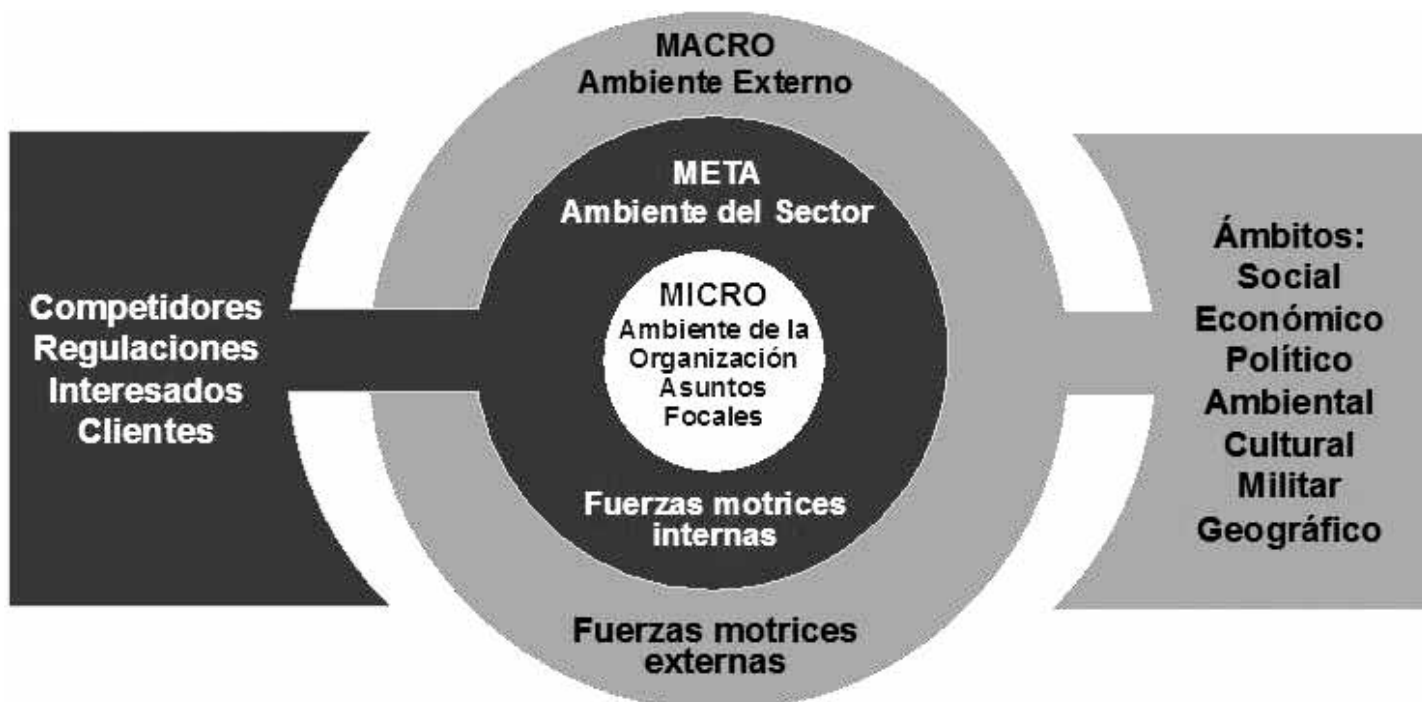 MACRO
Ambiente Externo
META
Ambiente del Sector
MICRO
Ambiente de la
Organización
Asuntos
Focales
Fuerzas motrices
internas
Fuerzas motrices
externas
Competidores
Regulaciones
Interesados
Clientes
Ámbitos:
Social
Económico
Político
Ambiental
Cultural
Militar
Geográfico